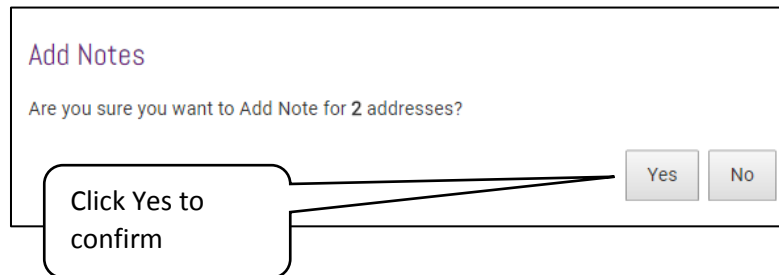 Add Notes
Are you sure you want to Add Note for 2 addresses?
Yes No
Click Yes to
confirm